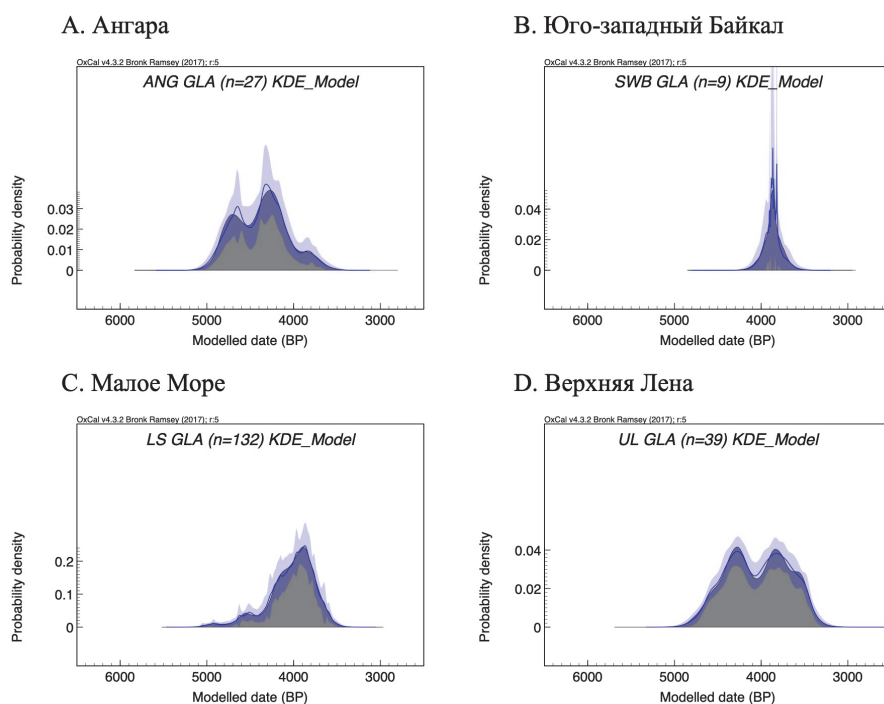 A. Ангара
OxCal v4.3.2 Bronk Ramsey (2017); r:5
ANG GLA (n=27) KDE_Model
Probability density
0.03
0.02
0.01
0
6000 5000 4000 3000
Modelled date (BP)
B. Юго-западный Байкал
OxCal v4.3.2 Bronk Ramsey (2017); r:5
SWB GLA (n=9) KDE_Model
Probability density
0.04
0.02
0
6000 5000 4000 3000
Modelled date (BP)
C. Малое Море
OxCal v4.3.2 Bronk Ramsey (2017); r:5
LS GLA (n=132) KDE_Model
Probability density
0.2
0.1
0
6000 5000 4000 3000
Modelled date (BP)
D. Верхняя Лена
OxCal v4.3.2 Bronk Ramsey (2017); r:5
UL GLA (n=39) KDE_Model
Probability density
0.04
0.02
0
6000 5000 4000 3000
Modelled date (BP)